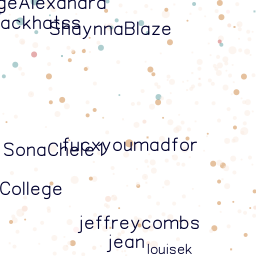 geAlexandra
ackhatss
ShaynnaBlaze
fucxyoumadfor
SonaChele1
College
jeffreycombs
jean
louisek